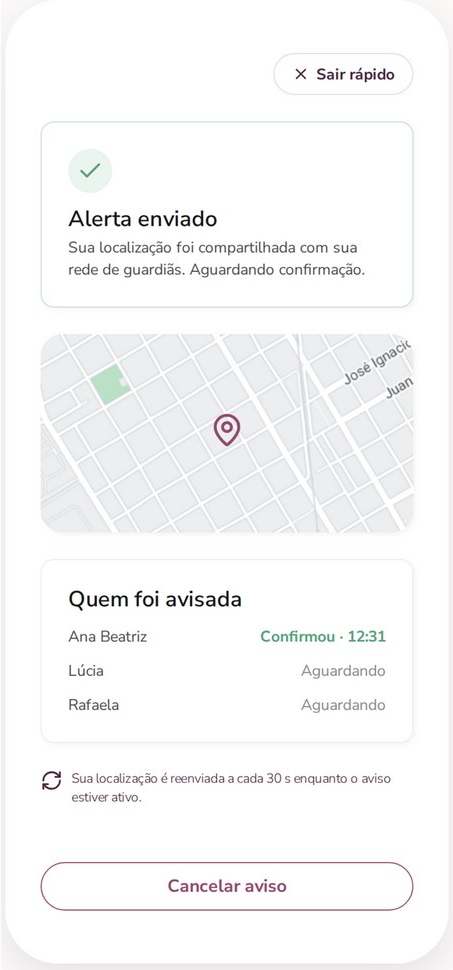 Sair rápido
Alerta enviado
Sua localização foi compartilhada com sua
rede de guardiãs. Aguardando confirmação.
José Ignacic
Juan
Quem foi avisada
Ana Beatriz Confirmou · 12:31
Lúcia Aguardando
Rafaela Aguardando
Sua localização é reenviada a cada 30 s enquanto o aviso
estiver ativo.
Cancelar aviso